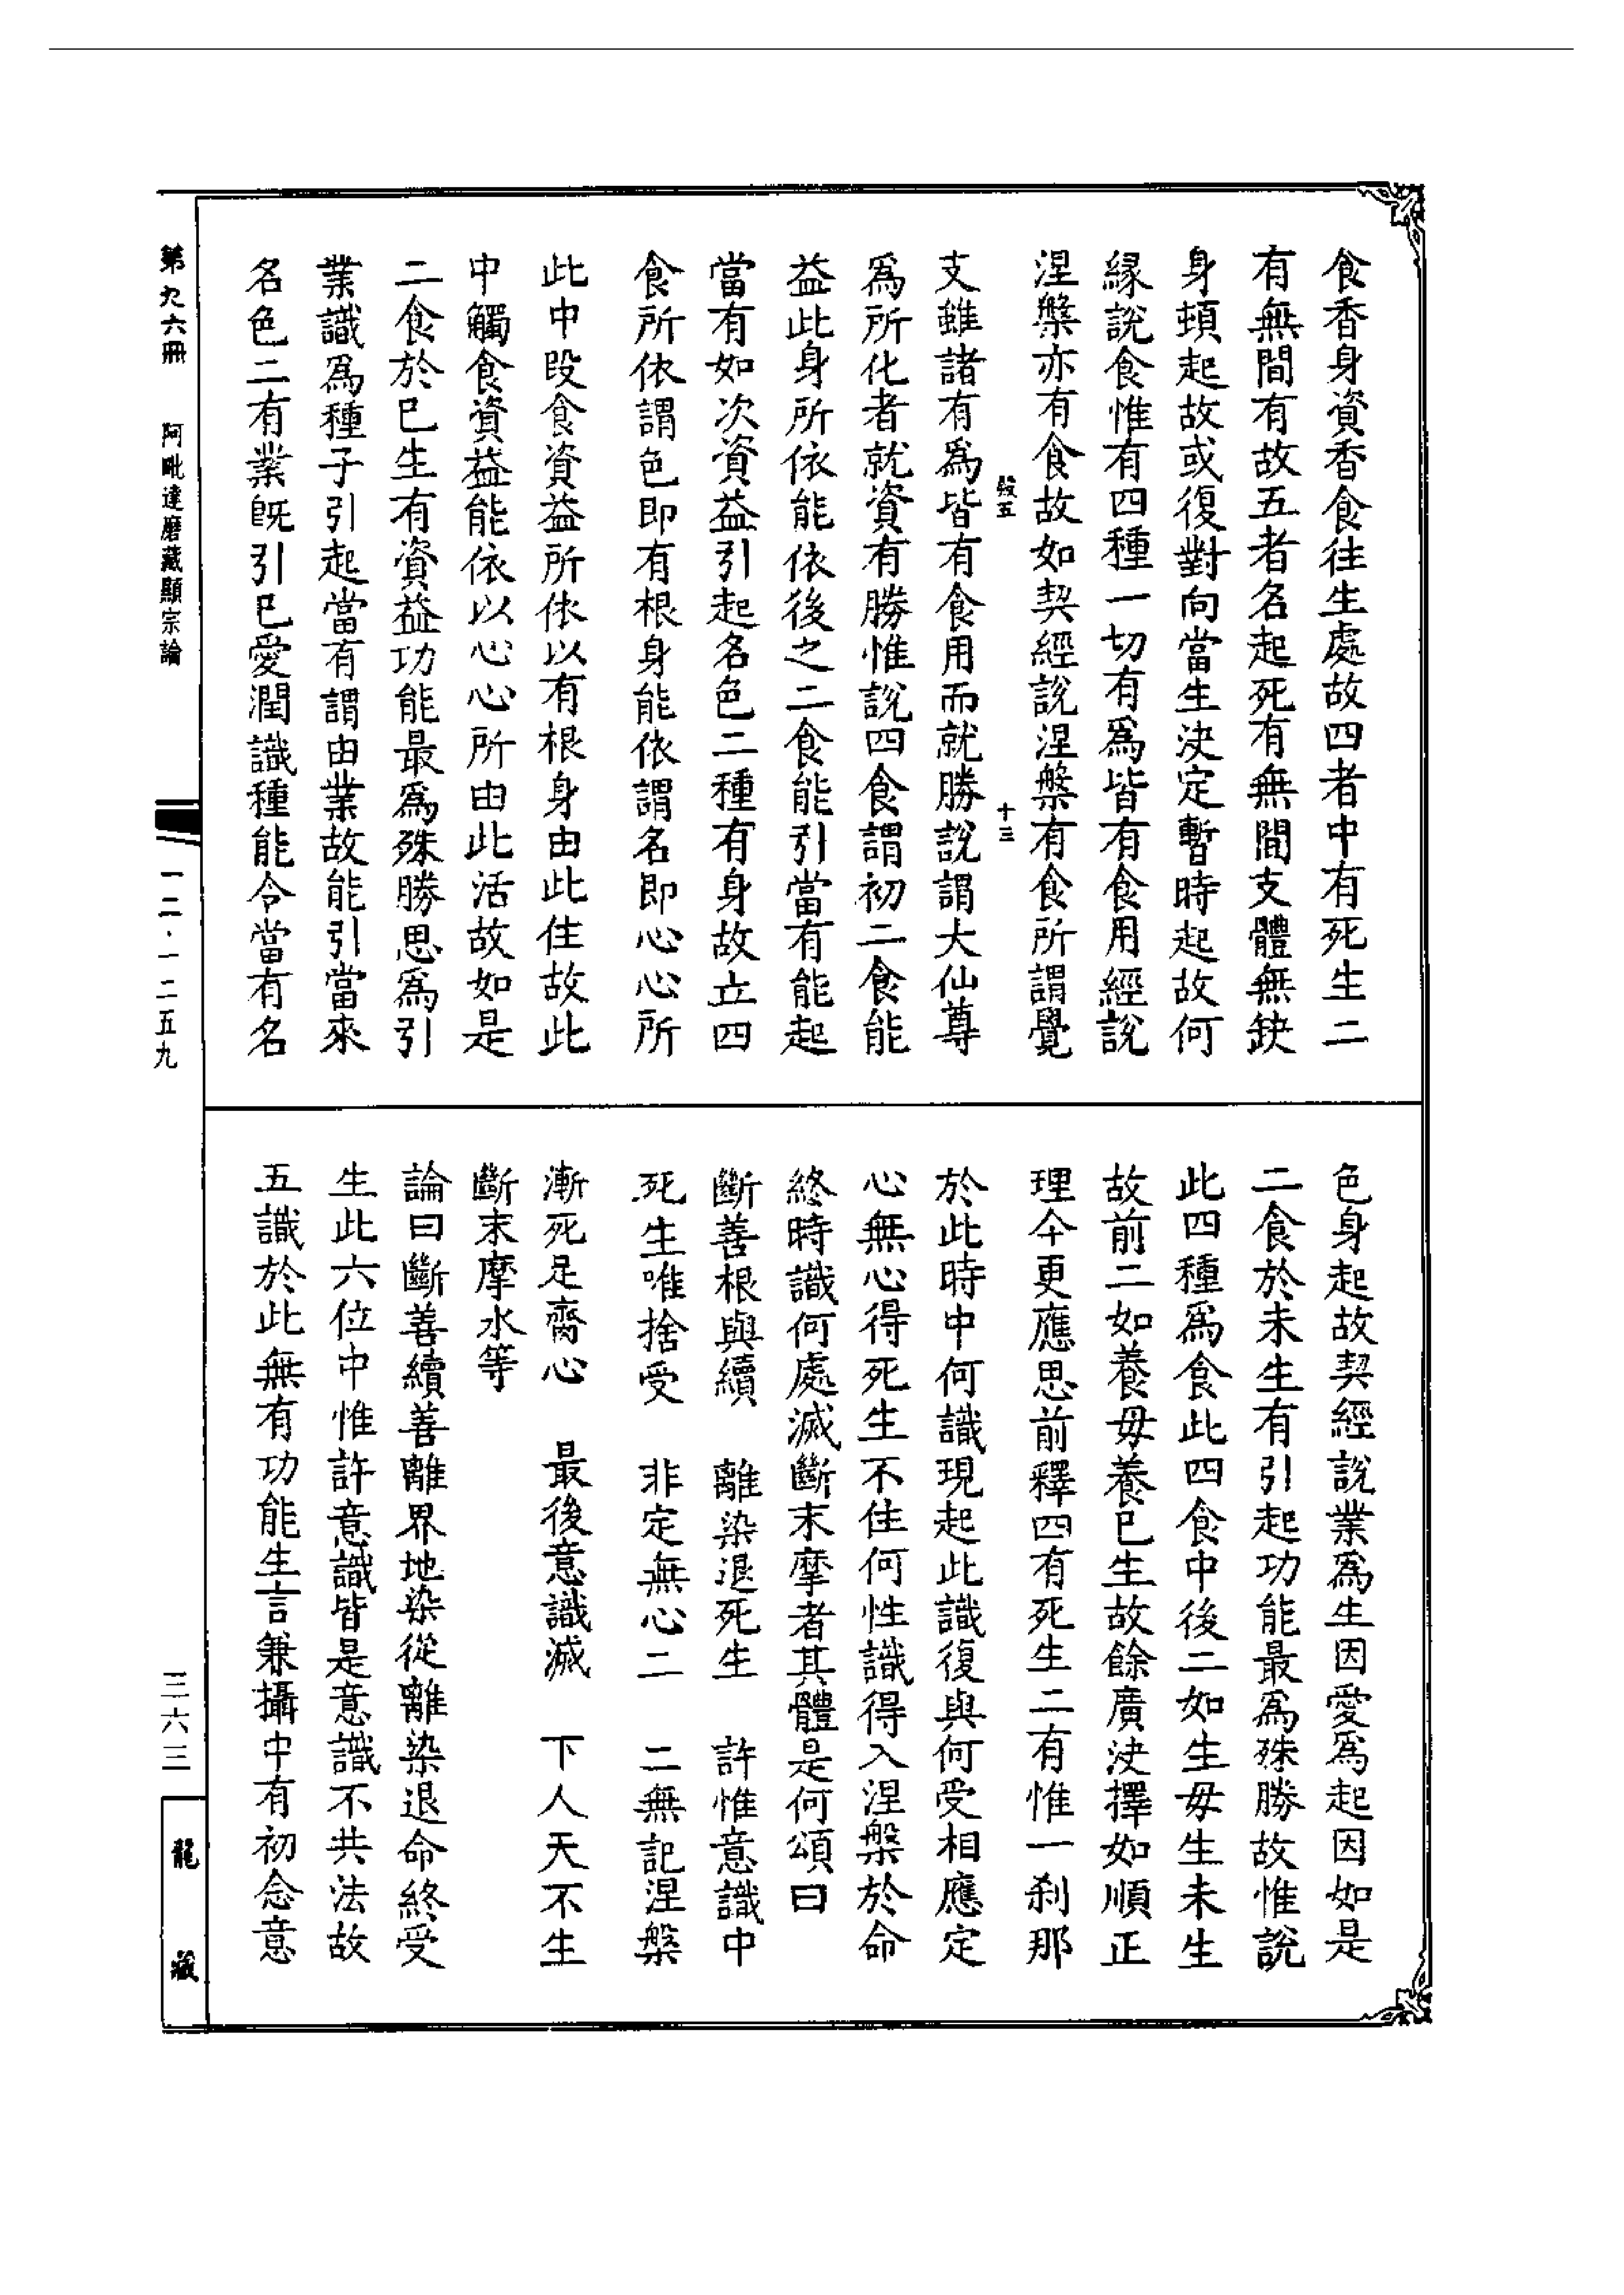 食香身資香食往生處故四者中有死生二
有無間有故五者名起死有無間支體無缺
身頓起故或復對向當生決定暫時起故何
緣說食惟有四種一切有爲皆有食用經說
涅槃亦有食故如契經說涅槃有食所謂覺
毂五 十三
支雖諸有爲皆有食用而就勝說謂大仙尊
爲所化者就資有勝惟說四食謂初二食能
益此身所依能依後之二食能引當有能起
當有如次資益引起名色二種有身故立四
食所依謂色即有根身能依謂名即心心所
此中段食資益所依以有根身由此住故此
中觸食資益能依以心心所由此活故如是
二食於已生有資益功能最爲殊勝思爲引
業識爲種子引起當有謂由業故能引當來
名色二有業旣引已愛潤識種能令當有名
色身起故契經說業爲生因愛爲起因如是
二食於未生有引起功能最爲殊勝故惟說
此四種爲食此四食中後二如生母生未生
故前二如養母養已生故餘廣決擇如順正
理今更應思前釋四有死生二有惟一刹那
於此時中何識現起此識復與何受相應定
心無心得死生不住何性識得入涅槃於命
終時識何處滅斷末摩者其體是何頌曰
斷善根與續 離染退死生 許惟意識中
死生唯捨受 非定無心二 二無記涅槃
漸死足臍心 最後意識滅 下人天不生
斷末摩水等
論曰斷善續善離界地染從離染退命終受
生此六位中惟許意識皆是意識不共法故
五識於此無有功能生言兼攝中有初念意
第九六冊 阿毗達磨藏顯宗論 一二·一二五九 三六三 龍藏